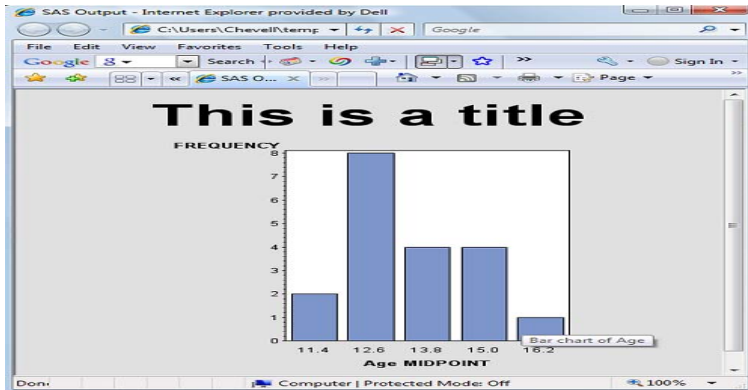 SAS Output - Internet Explorer provided by Dell
C:\Users\Chevell\temp
Google
File Edit View Favorites Tools Help
Google 8 Search Sign In
SAS O... Page
This is a title
FREQUENCY
8
7
6
5
4
3
2
1
0
11.4 12.6 13.8 15.0 16.2
Bar chart of Age
Age MIDPOINT
Done Computer | Protected Mode: Off 100%